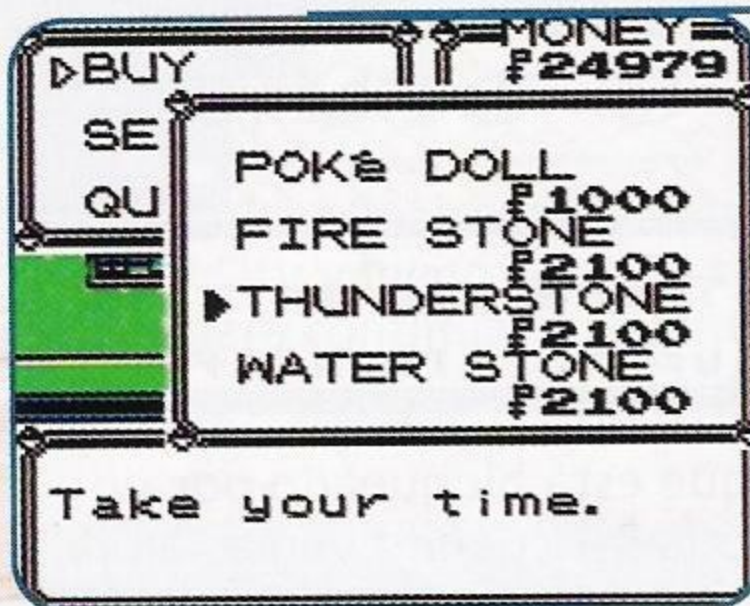 ▷BUY
MONEY
₽24979
SE
QU
POKé DOLL
₽1000
FIRE STONE
₽2100
▶THUNDERSTONE
₽2100
WATER STONE
₽2100
Take your time.